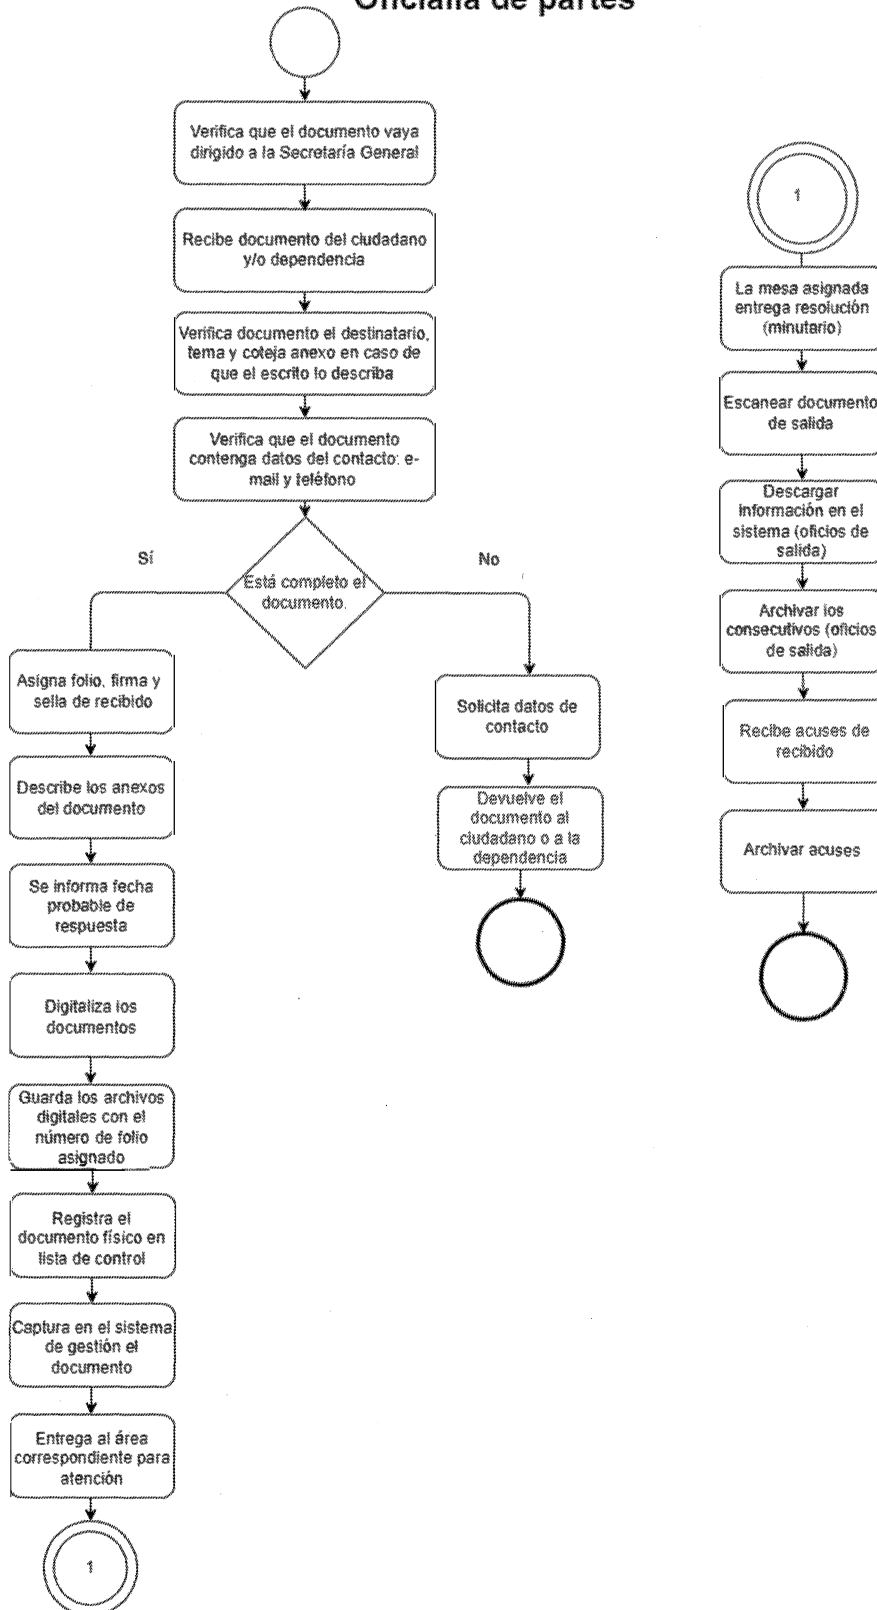 Oficialía de partes
Verifica que el documento vaya
dirigido a la Secretaría General
Recibe documento del ciudadano
y/o dependencia
Verifica documento el destinatario,
tema y coteja anexo en caso de
que el escrito lo describa
Verifica que el documento
contenga datos del contacto: e-
mail y teléfono
Está completo el
documento.
Sí
No
Asigna folio, firma y
sella de recibido
Describe los anexos
del documento
Se informa fecha
probable de
respuesta
Digitaliza los
documentos
Guarda los archivos
digitales con el
número de folio
asignado
Registra el
documento físico en
lista de control
Captura en el sistema
de gestión el
documento
Entrega al área
correspondiente para
atención
1
Solicita datos de
contacto
Devuelve el
documento al
ciudadano o a la
dependencia
1
La mesa asignada
entrega resolución
(minutario)
Escanear documento
de salida
Descargar
información en el
sistema (oficios de
salida)
Archivar los
consecutivos (oficios
de salida)
Recibe acuses de
recibido
Archivar acuses